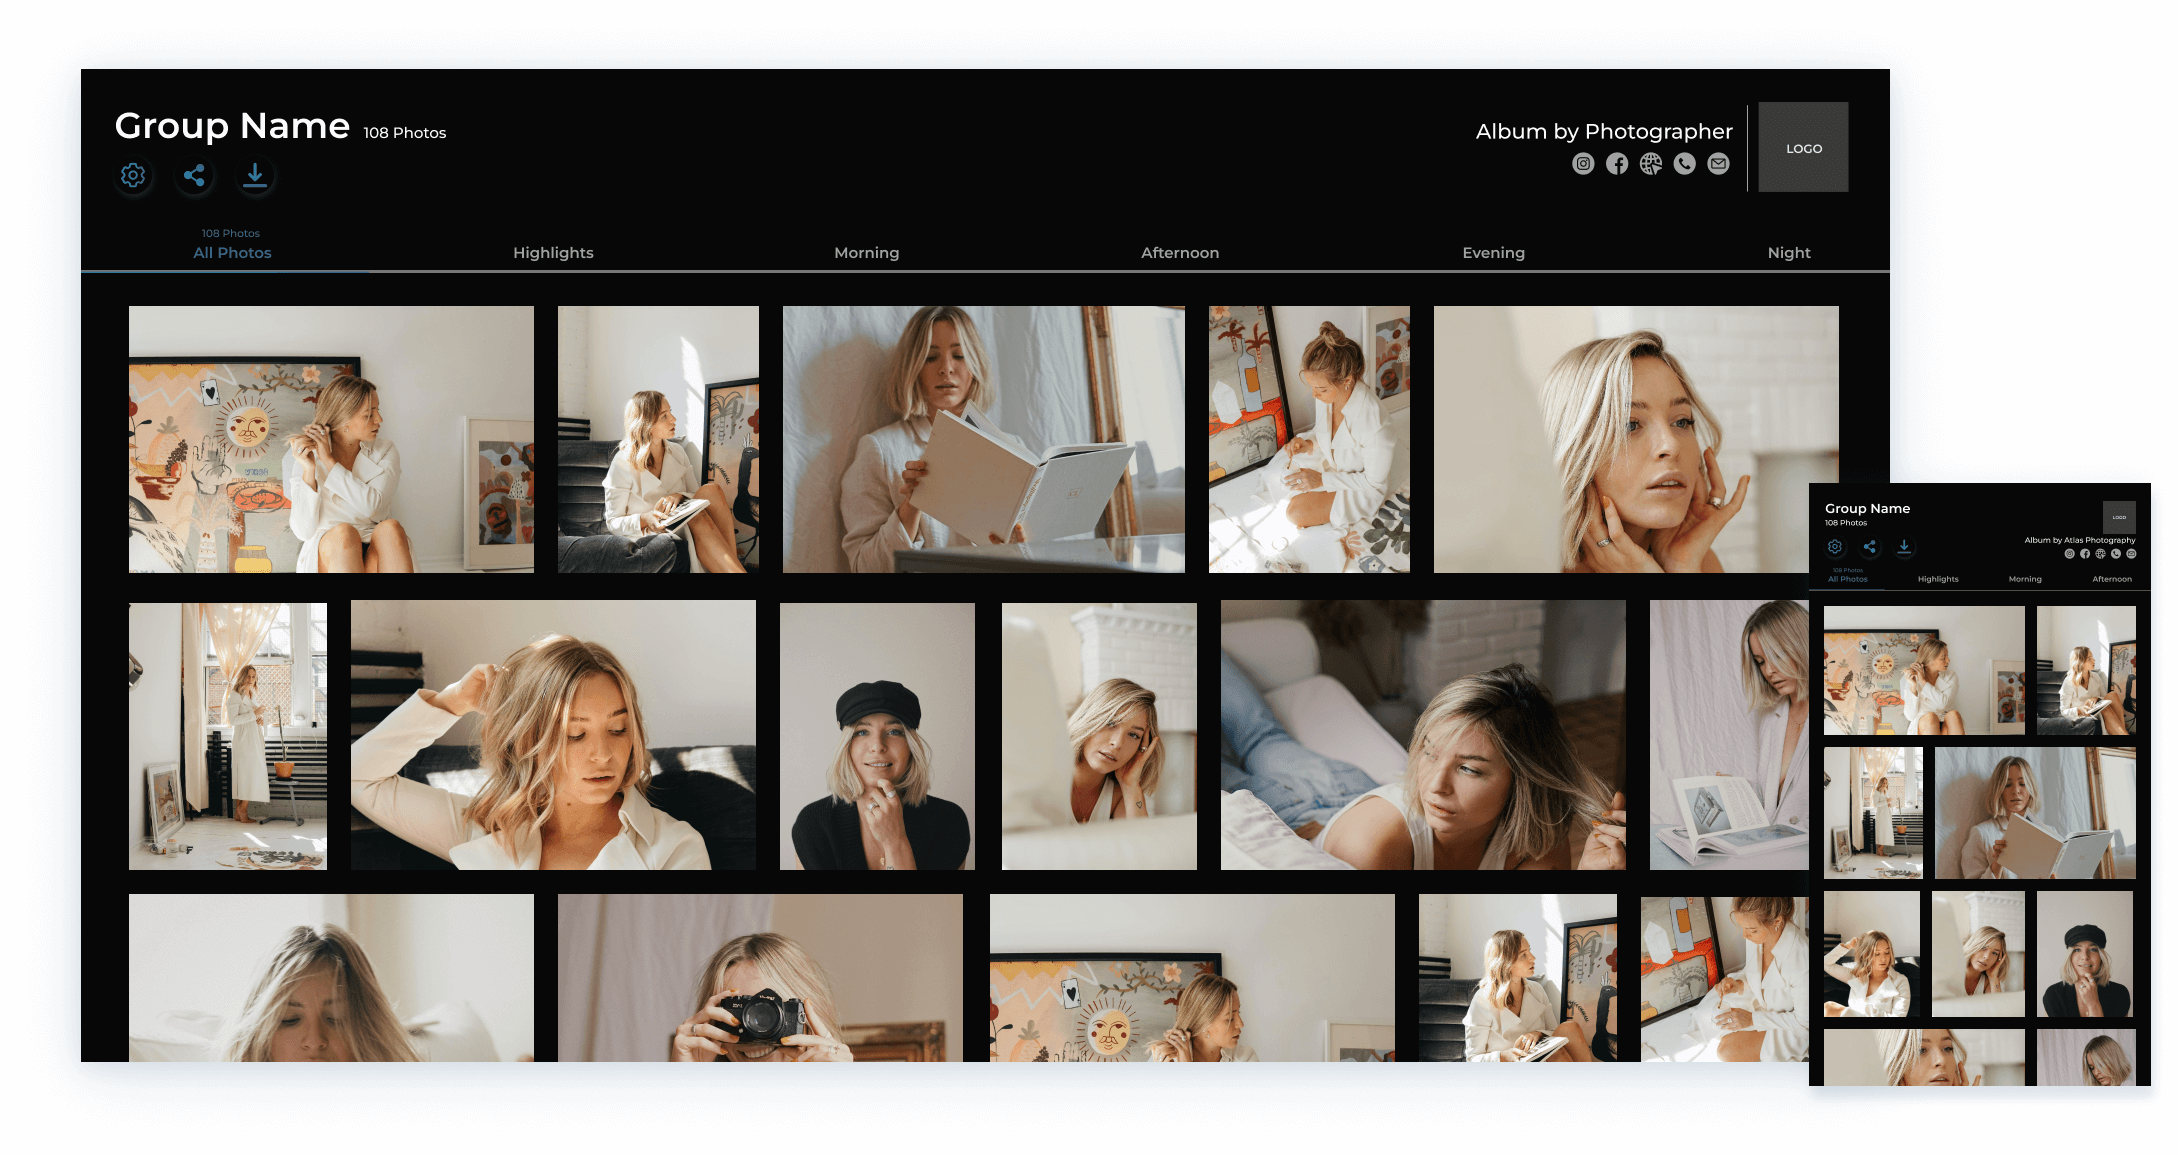 Group Name 108 Photos
Album by Photographer
LOGO
108 Photos
All Photos Highlights Morning Afternoon Evening Night
Group Name
108 Photos
LOGO
Album by Atlas Photography
108 Photos
All Photos Highlights Morning Afternoon